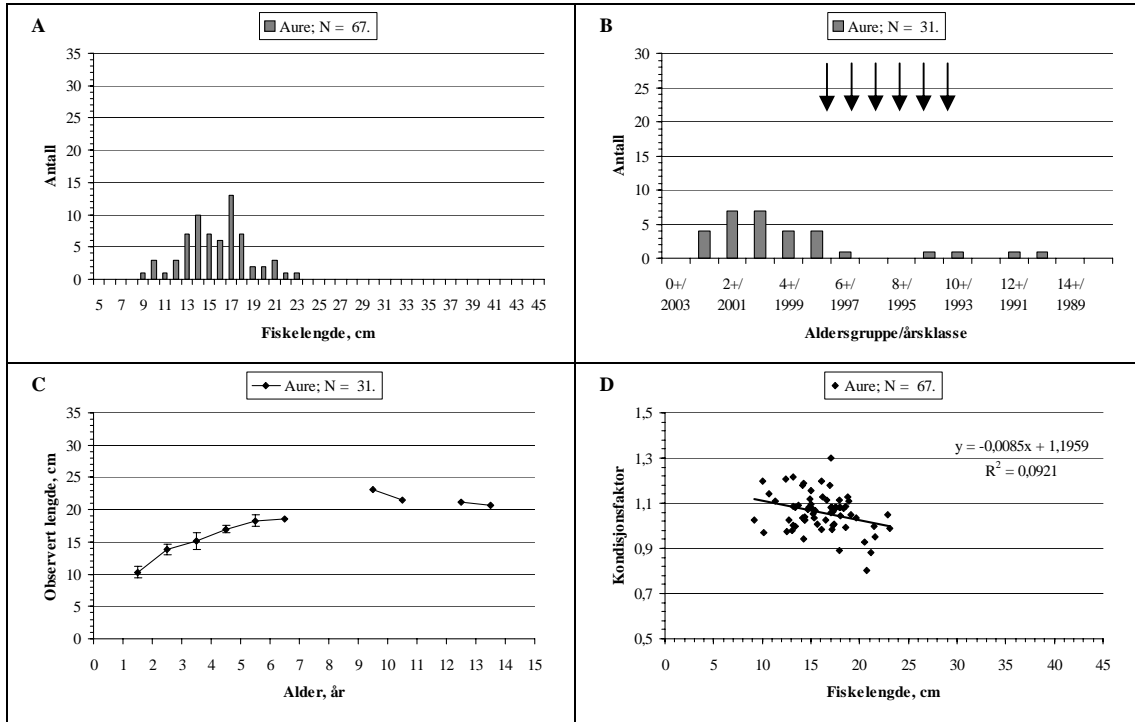 A
Aure; N = 67.
Antall
35
30
25
20
15
10
5
0
5 7 9 11 13 15 17 19 21 23 25 27 29 31 33 35 37 39 41 43 45
Fiskelengde, cm
B
Aure; N = 31.
Antall
30
25
20
15
10
5
0
0+/ 2+/ 4+/ 6+/ 8+/ 10+/ 12+/ 14+/
2003 2001 1999 1997 1995 1993 1991 1989
Aldersgruppe/årsklasse
C
Aure; N = 31.
Observert lengde, cm
35
30
25
20
15
10
5
0
0 1 2 3 4 5 6 7 8 9 10 11 12 13 14 15
Alder, år
D
Aure; N = 67.
Kondisjonsfaktor
1,5
1,3
1,1
0,9
0,7
0,5
y = -0,0085x + 1,1959
R² = 0,0921
0 5 10 15 20 25 30 35 40 45
Fiskelengde, cm